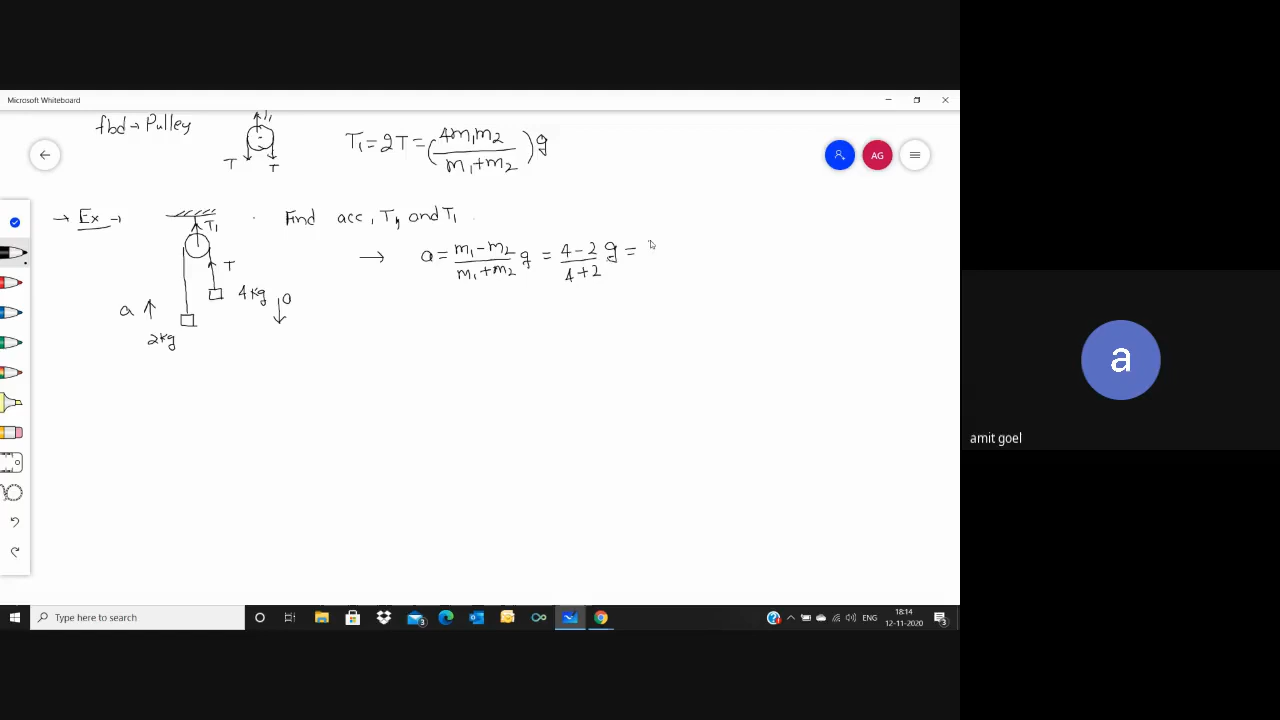 Microsoft Whiteboard
fbd → Pulley
T₁
T
T
T₁ = 2T = (4m₁m₂ / m₁+m₂) g
AG
→ Ex →
Find acc, T, and T₁
T₁
T
a
4kg
a
2kg
→ a = m₁-m₂ / m₁+m₂ g = 4-2 / 4+2 g =
a
amit goel
Type here to search
3
ENG
18:14
12-11-2020
3